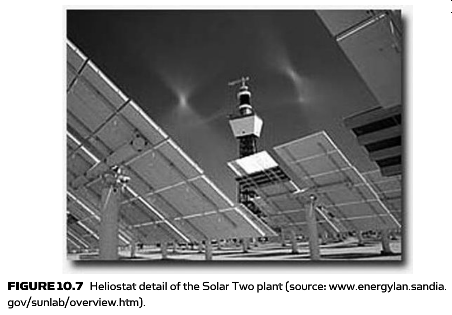 FIGURE 10.7 Heliostat detail of the Solar Two plant (source: www.energylan.sandia.
gov/sunlab/overview.htm).